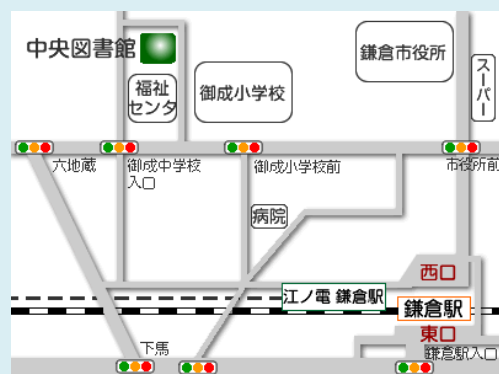 中央図書館
福祉
センタ
御成小学校
鎌倉市役所
スーパー
六地蔵
御成中学校
入口
御成小学校前
市役所前
病院
西口
江ノ電 鎌倉駅
鎌倉駅
東口
下馬
鎌倉駅入口